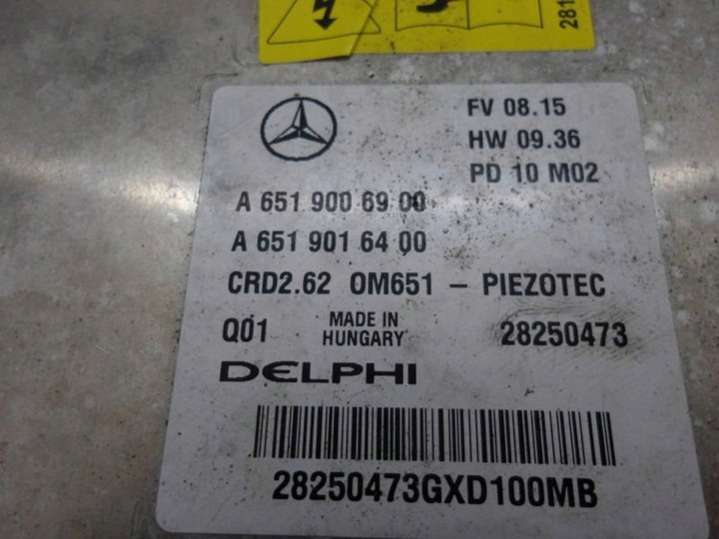 281
FV 08.15
HW 09.36
PD 10 M02
A 651 900 69 00
A 651 901 64 00
CRD2.62 OM651 - PIEZOTEC
Q01 MADE IN HUNGARY 28250473
DELPHI
28250473GXD100MB